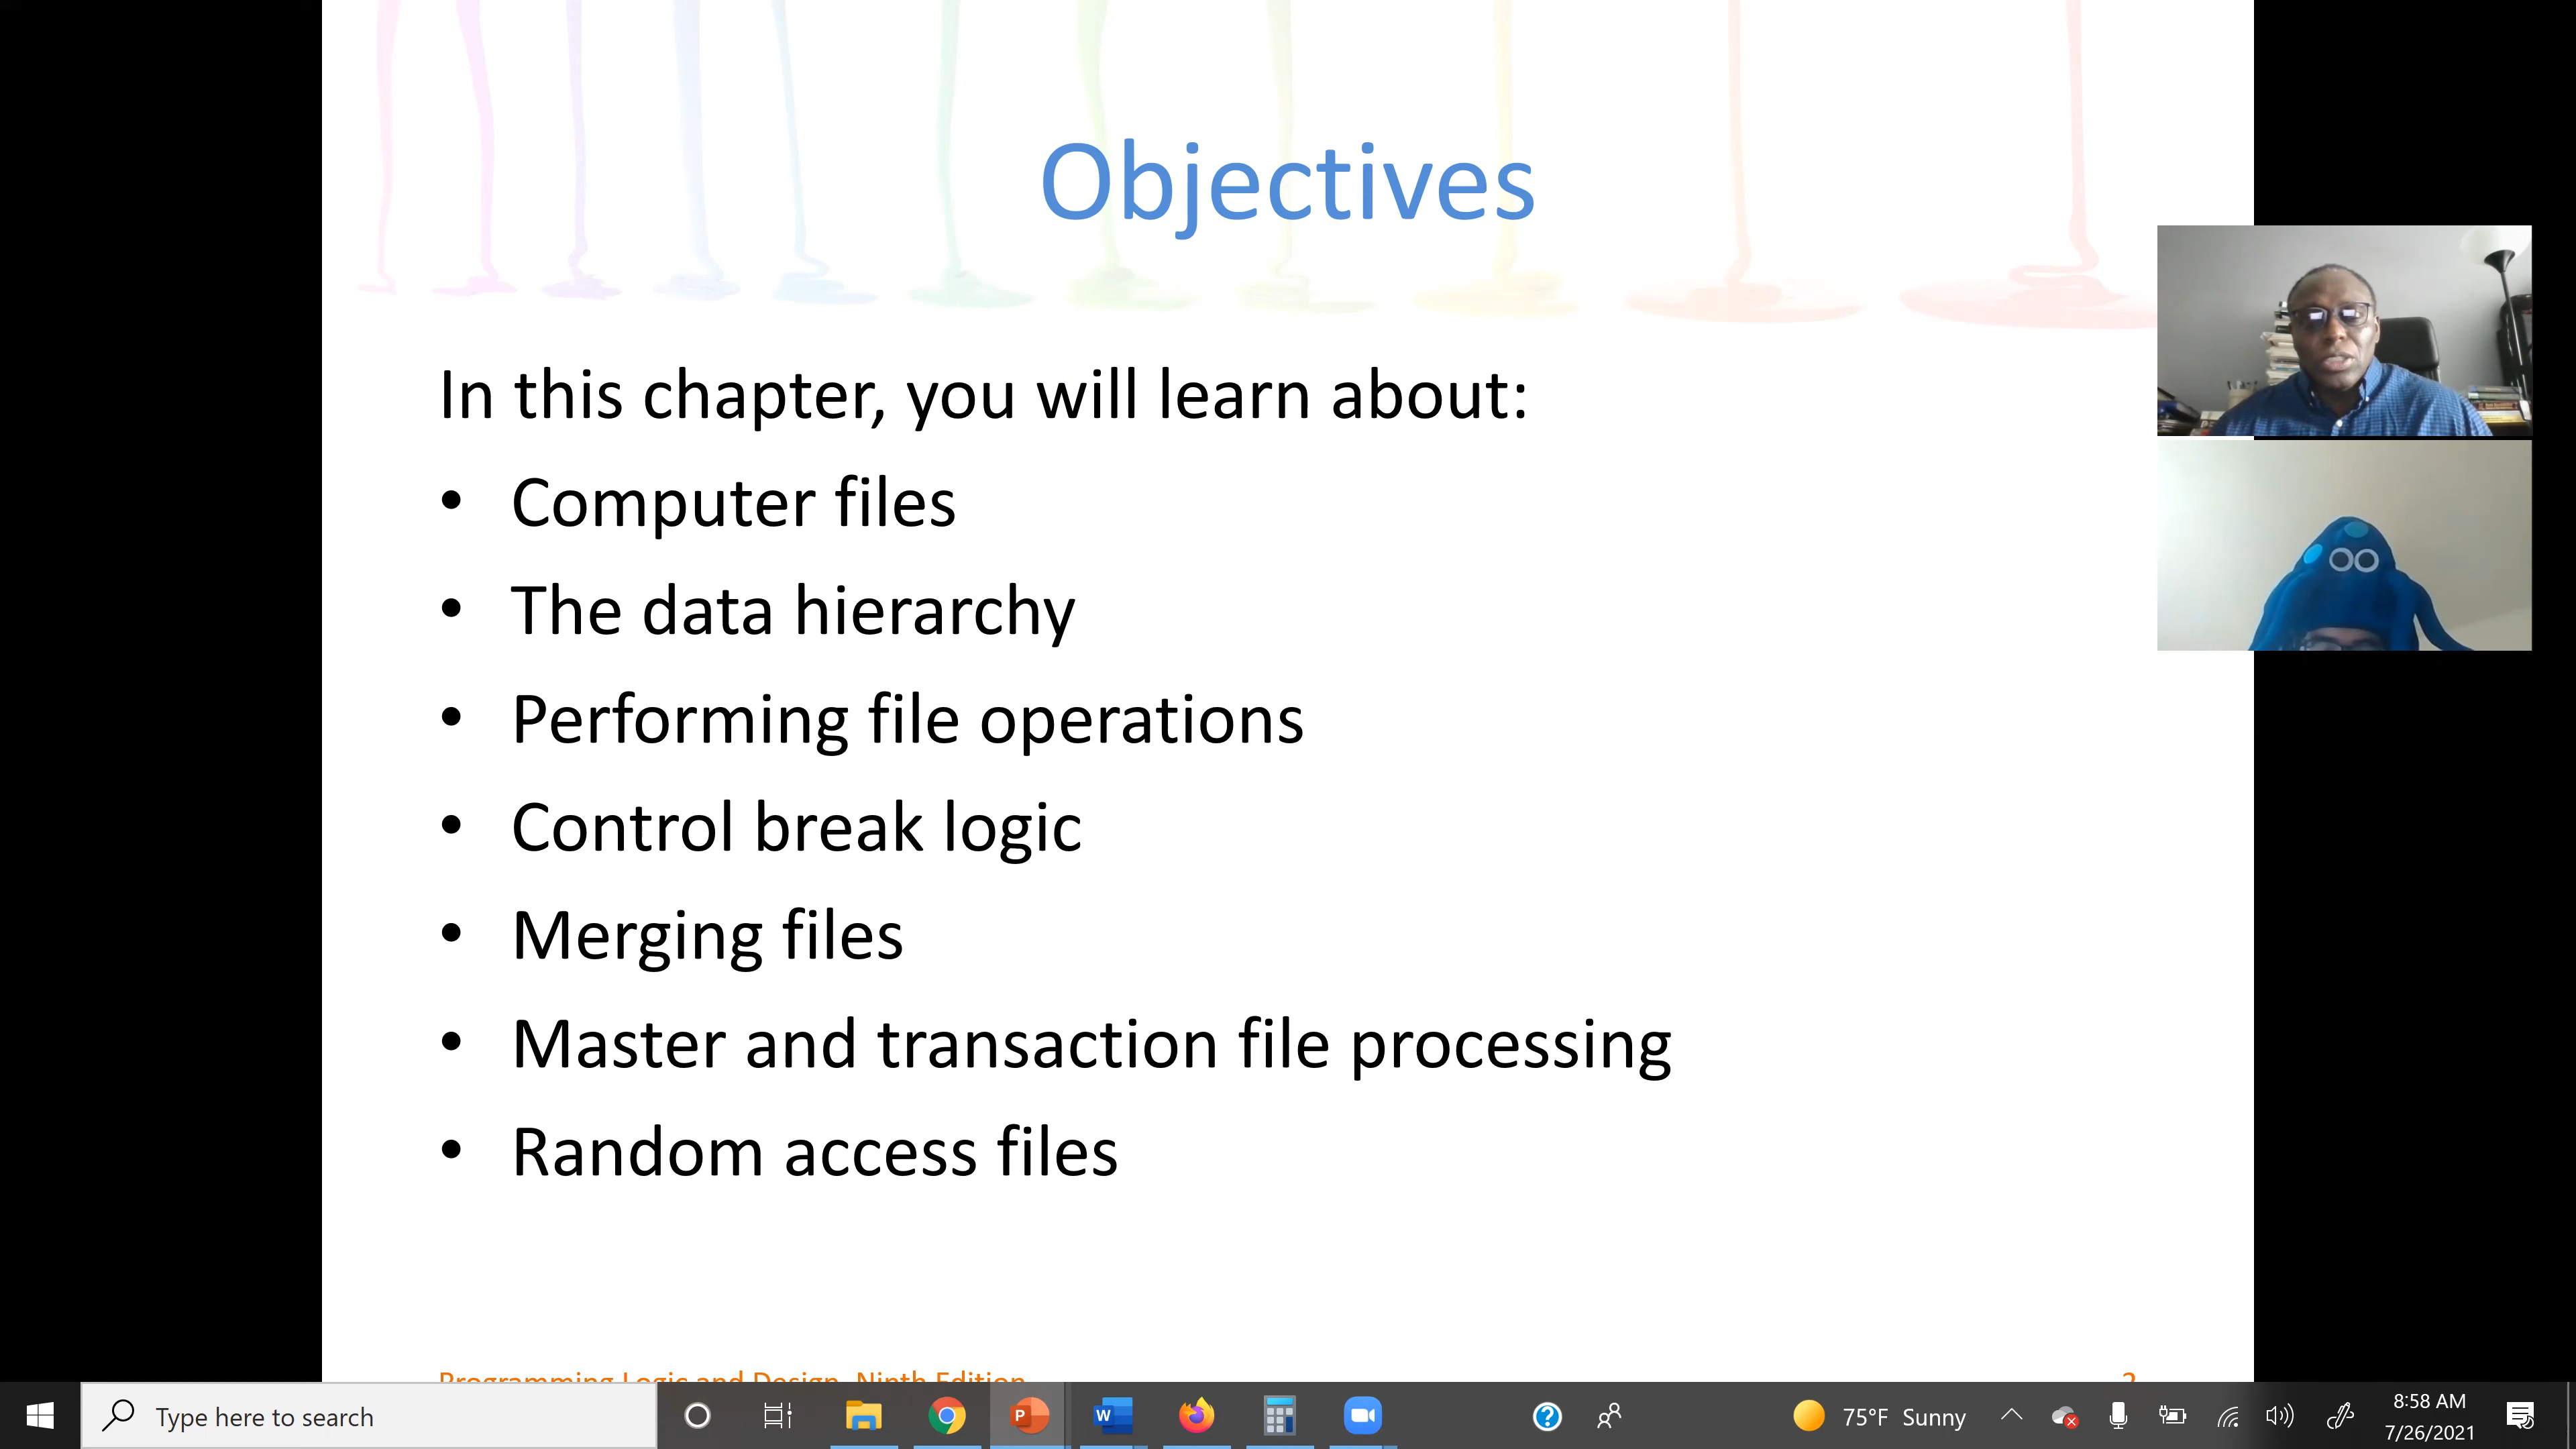 Objectives
In this chapter, you will learn about:
• Computer files
• The data hierarchy
• Performing file operations
• Control break logic
• Merging files
• Master and transaction file processing
• Random access files
Programming Logic and Design, Ninth Edition
2
Type here to search
P
W
?
75°F Sunny
8:58 AM
7/26/2021